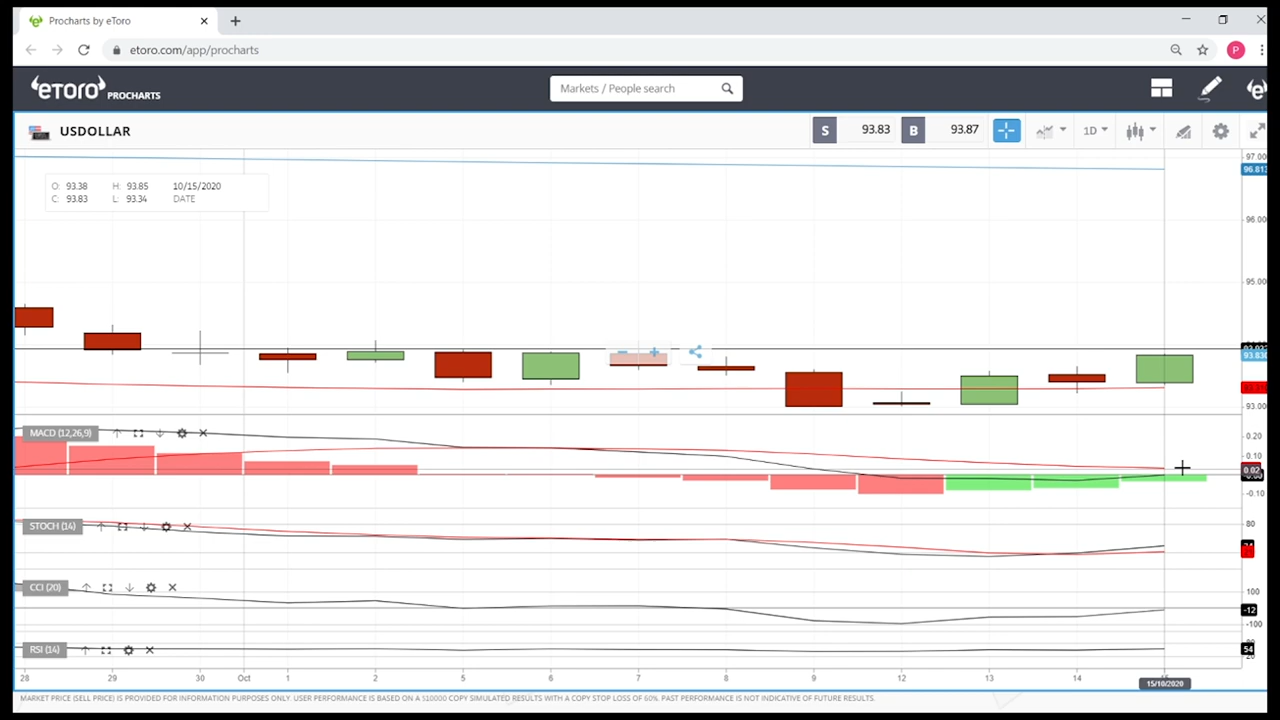 Procharts by eToro
etoro.com/app/procharts
P
eTORO PROCHARTS
Markets / People search
USDOLLAR
S 93.83 B 93.87 1D
O: 93.38 H: 93.85 10/15/2020
C: 93.83 L: 93.34 DATE
97.00
96.813
96.00
95.00
93.83
93.00
MACD (12,26,9)
0.20
0.10
0.02
-0.10
STOCH (14)
80
CCI (20)
100
-12
-100
RSI (14)
54
28 29 30 Oct 1 2 5 6 7 8 9 12 13 14
15/10/2020
MARKET PRICE (SELL PRICE) IS PROVIDED FOR INFORMATION PURPOSES ONLY. USER PERFORMANCE IS BASED ON A $10000 COPY SIMULATED RESULTS WITH A COPY STOP LOSS OF 60%. PAST PERFORMANCE IS NOT INDICATIVE OF FUTURE RESULTS.